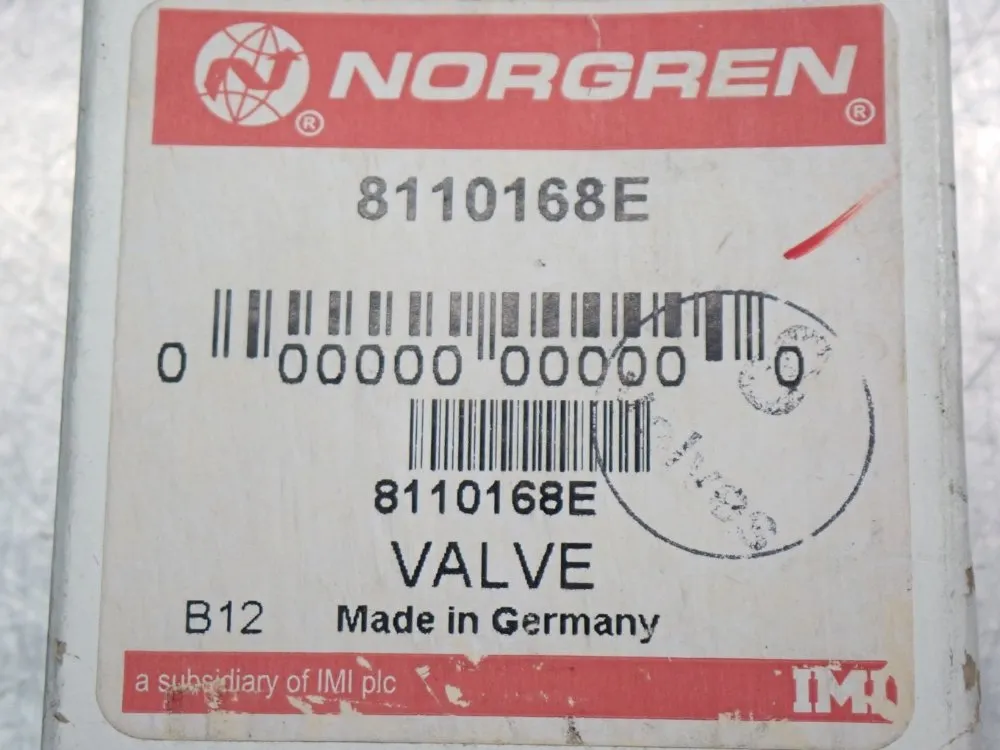 NORGREN®
®
8110168E
0 00000 00000 0
8110168E
VALVE
B12 Made in Germany
a subsidiary of IMI plc
IMI